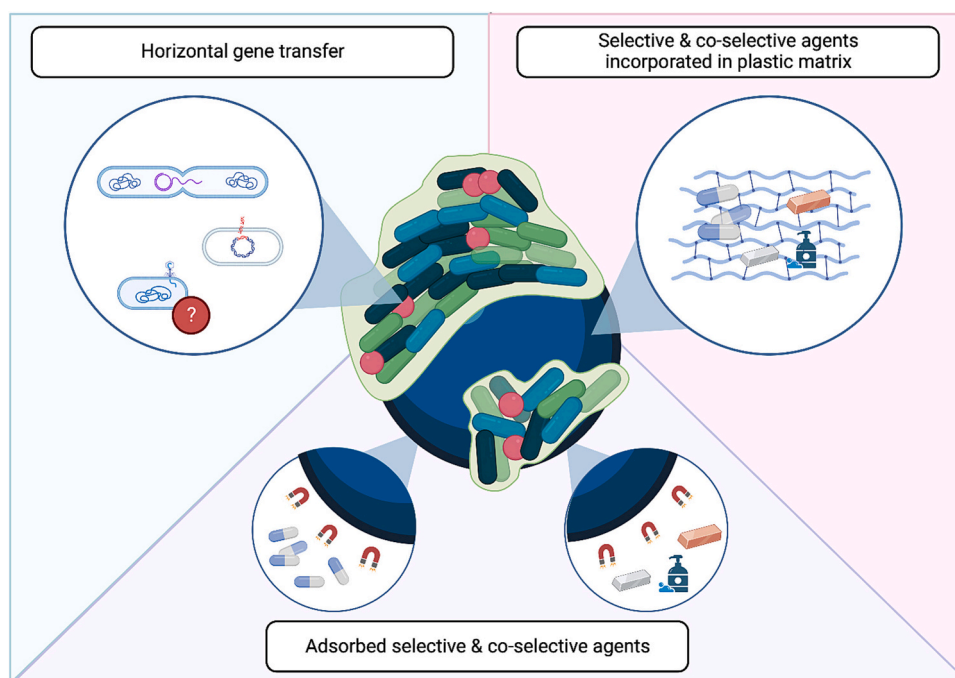 Horizontal gene transfer
Selective & co-selective agents
incorporated in plastic matrix
?
Adsorbed selective & co-selective agents